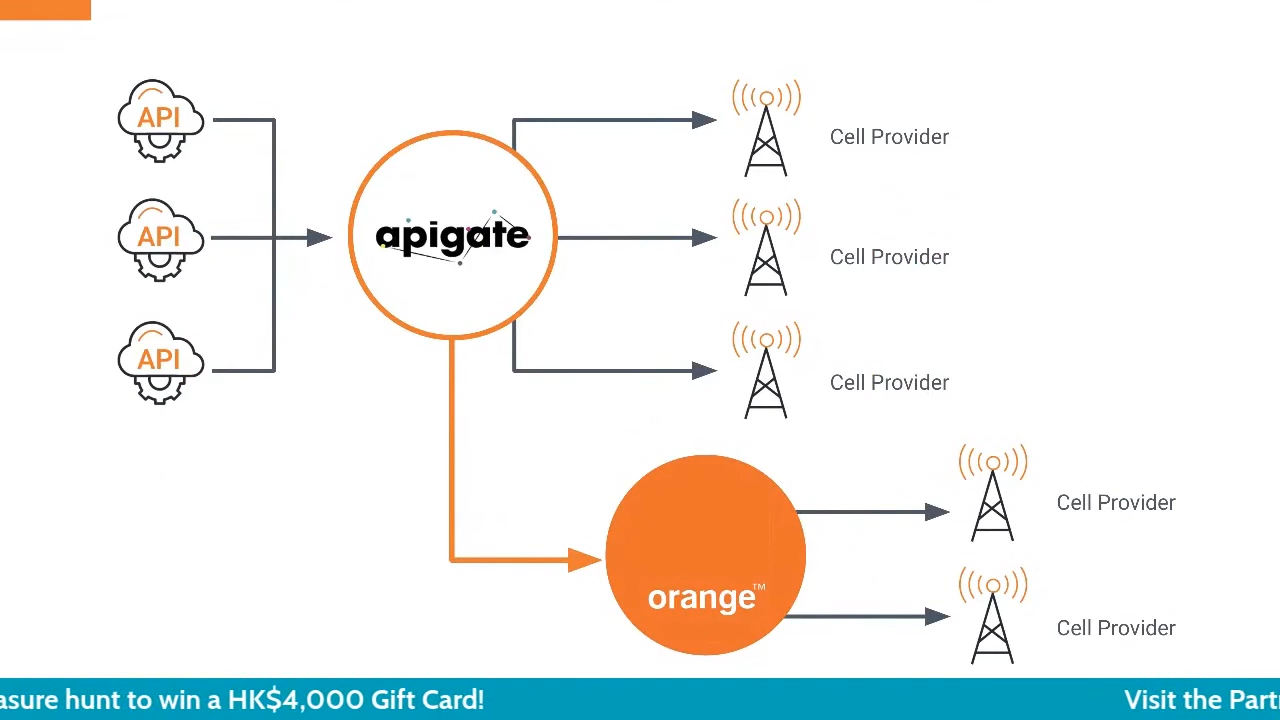 API
API
API
apigate
Cell Provider
Cell Provider
Cell Provider
orange™
Cell Provider
Cell Provider
asure hunt to win a HK$4,000 Gift Card!
Visit the Partn